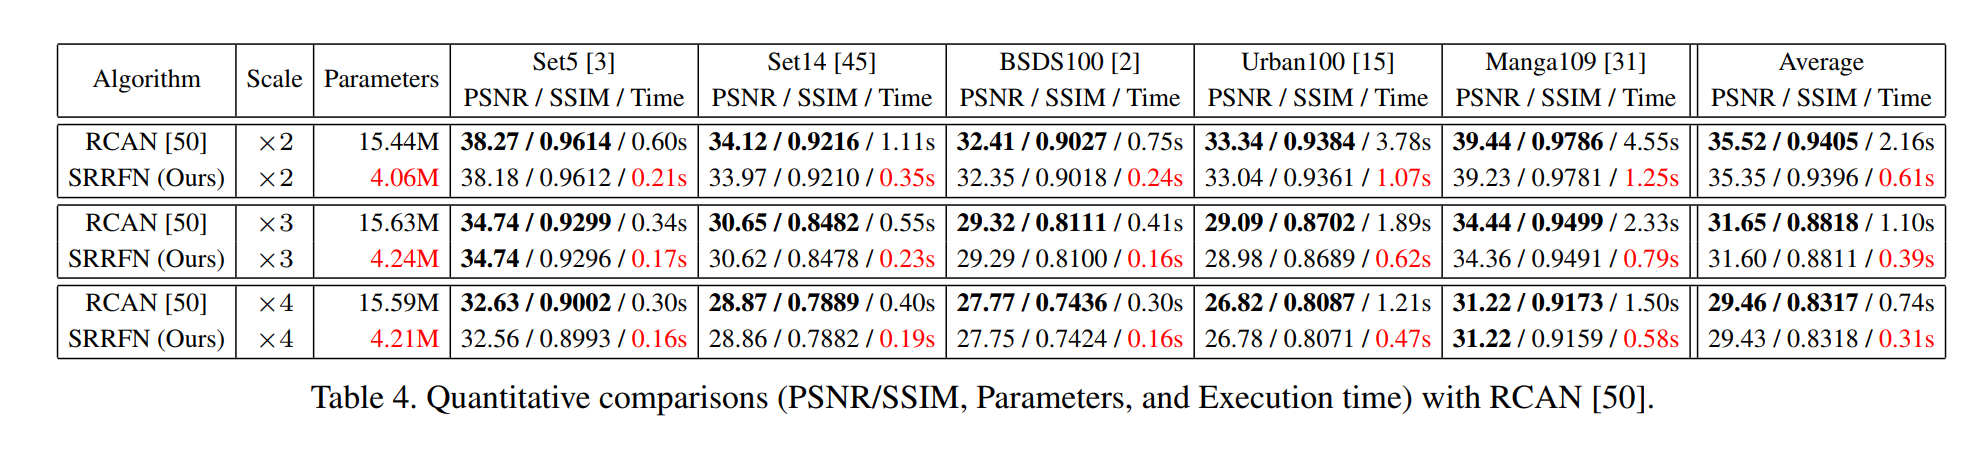 Algorithm Scale Parameters Set5 [3] Set14 [45] BSDS100 [2] Urban100 [15] Manga109 [31] Average
PSNR / SSIM / Time PSNR / SSIM / Time PSNR / SSIM / Time PSNR / SSIM / Time PSNR / SSIM / Time PSNR / SSIM / Time
RCAN [50] ×2 15.44M 38.27 / 0.9614 / 0.60s 34.12 / 0.9216 / 1.11s 32.41 / 0.9027 / 0.75s 33.34 / 0.9384 / 3.78s 39.44 / 0.9786 / 4.55s 35.52 / 0.9405 / 2.16s
SRRFN (Ours) ×2 4.06M 38.18 / 0.9612 / 0.21s 33.97 / 0.9210 / 0.35s 32.35 / 0.9018 / 0.24s 33.04 / 0.9361 / 1.07s 39.23 / 0.9781 / 1.25s 35.35 / 0.9396 / 0.61s
RCAN [50] ×3 15.63M 34.74 / 0.9299 / 0.34s 30.65 / 0.8482 / 0.55s 29.32 / 0.8111 / 0.41s 29.09 / 0.8702 / 1.89s 34.44 / 0.9499 / 2.33s 31.65 / 0.8818 / 1.10s
SRRFN (Ours) ×3 4.24M 34.74 / 0.9296 / 0.17s 30.62 / 0.8478 / 0.23s 29.29 / 0.8100 / 0.16s 28.98 / 0.8689 / 0.62s 34.36 / 0.9491 / 0.79s 31.60 / 0.8811 / 0.39s
RCAN [50] ×4 15.59M 32.63 / 0.9002 / 0.30s 28.87 / 0.7889 / 0.40s 27.77 / 0.7436 / 0.30s 26.82 / 0.8087 / 1.21s 31.22 / 0.9173 / 1.50s 29.46 / 0.8317 / 0.74s
SRRFN (Ours) ×4 4.21M 32.56 / 0.8993 / 0.16s 28.86 / 0.7882 / 0.19s 27.75 / 0.7424 / 0.16s 26.78 / 0.8071 / 0.47s 31.22 / 0.9159 / 0.58s 29.43 / 0.8318 / 0.31s
Table 4. Quantitative comparisons (PSNR/SSIM, Parameters, and Execution time) with RCAN [50].